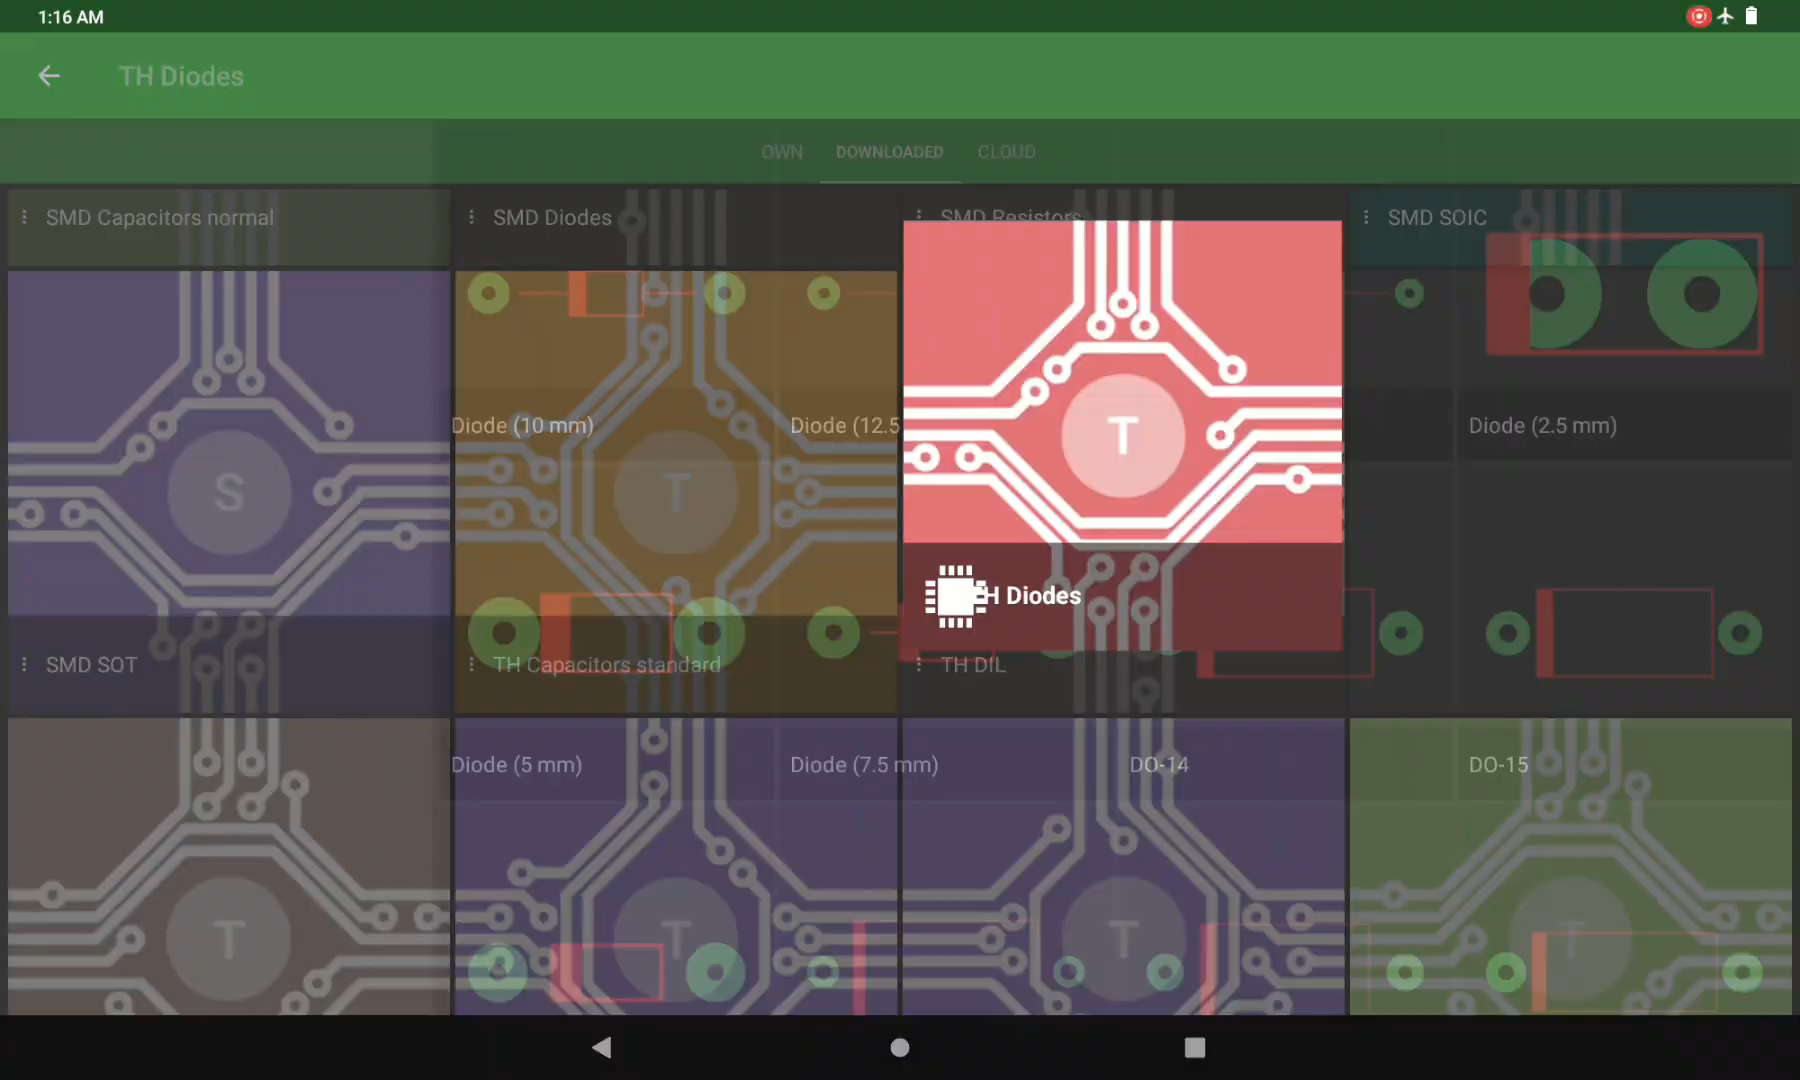 1:16 AM
TH Diodes
OWN
DOWNLOADED
CLOUD
SMD Capacitors normal
SMD Diodes
SMD Resistors
SMD SOIC
S
T
T
Diode (10 mm)
Diode (12.5
Diode (2.5 mm)
H Diodes
SMD SOT
TH Capacitors standard
TH DIL
Diode (5 mm)
Diode (7.5 mm)
DO-14
DO-15
T
T
T
T